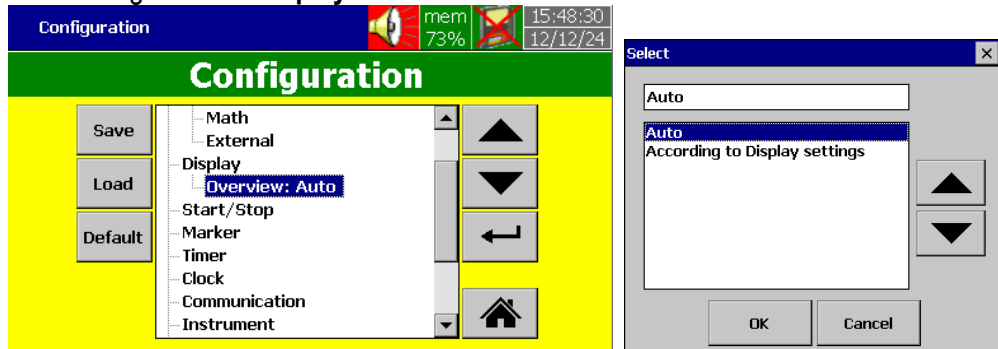 Configuration
mem
73%
15:48:30
12/12/24
Configuration
Save
Load
Default
Math
External
Display
Overview: Auto
Start/Stop
Marker
Timer
Clock
Communication
Instrument
Select
Auto
Auto
According to Display settings
OK Cancel